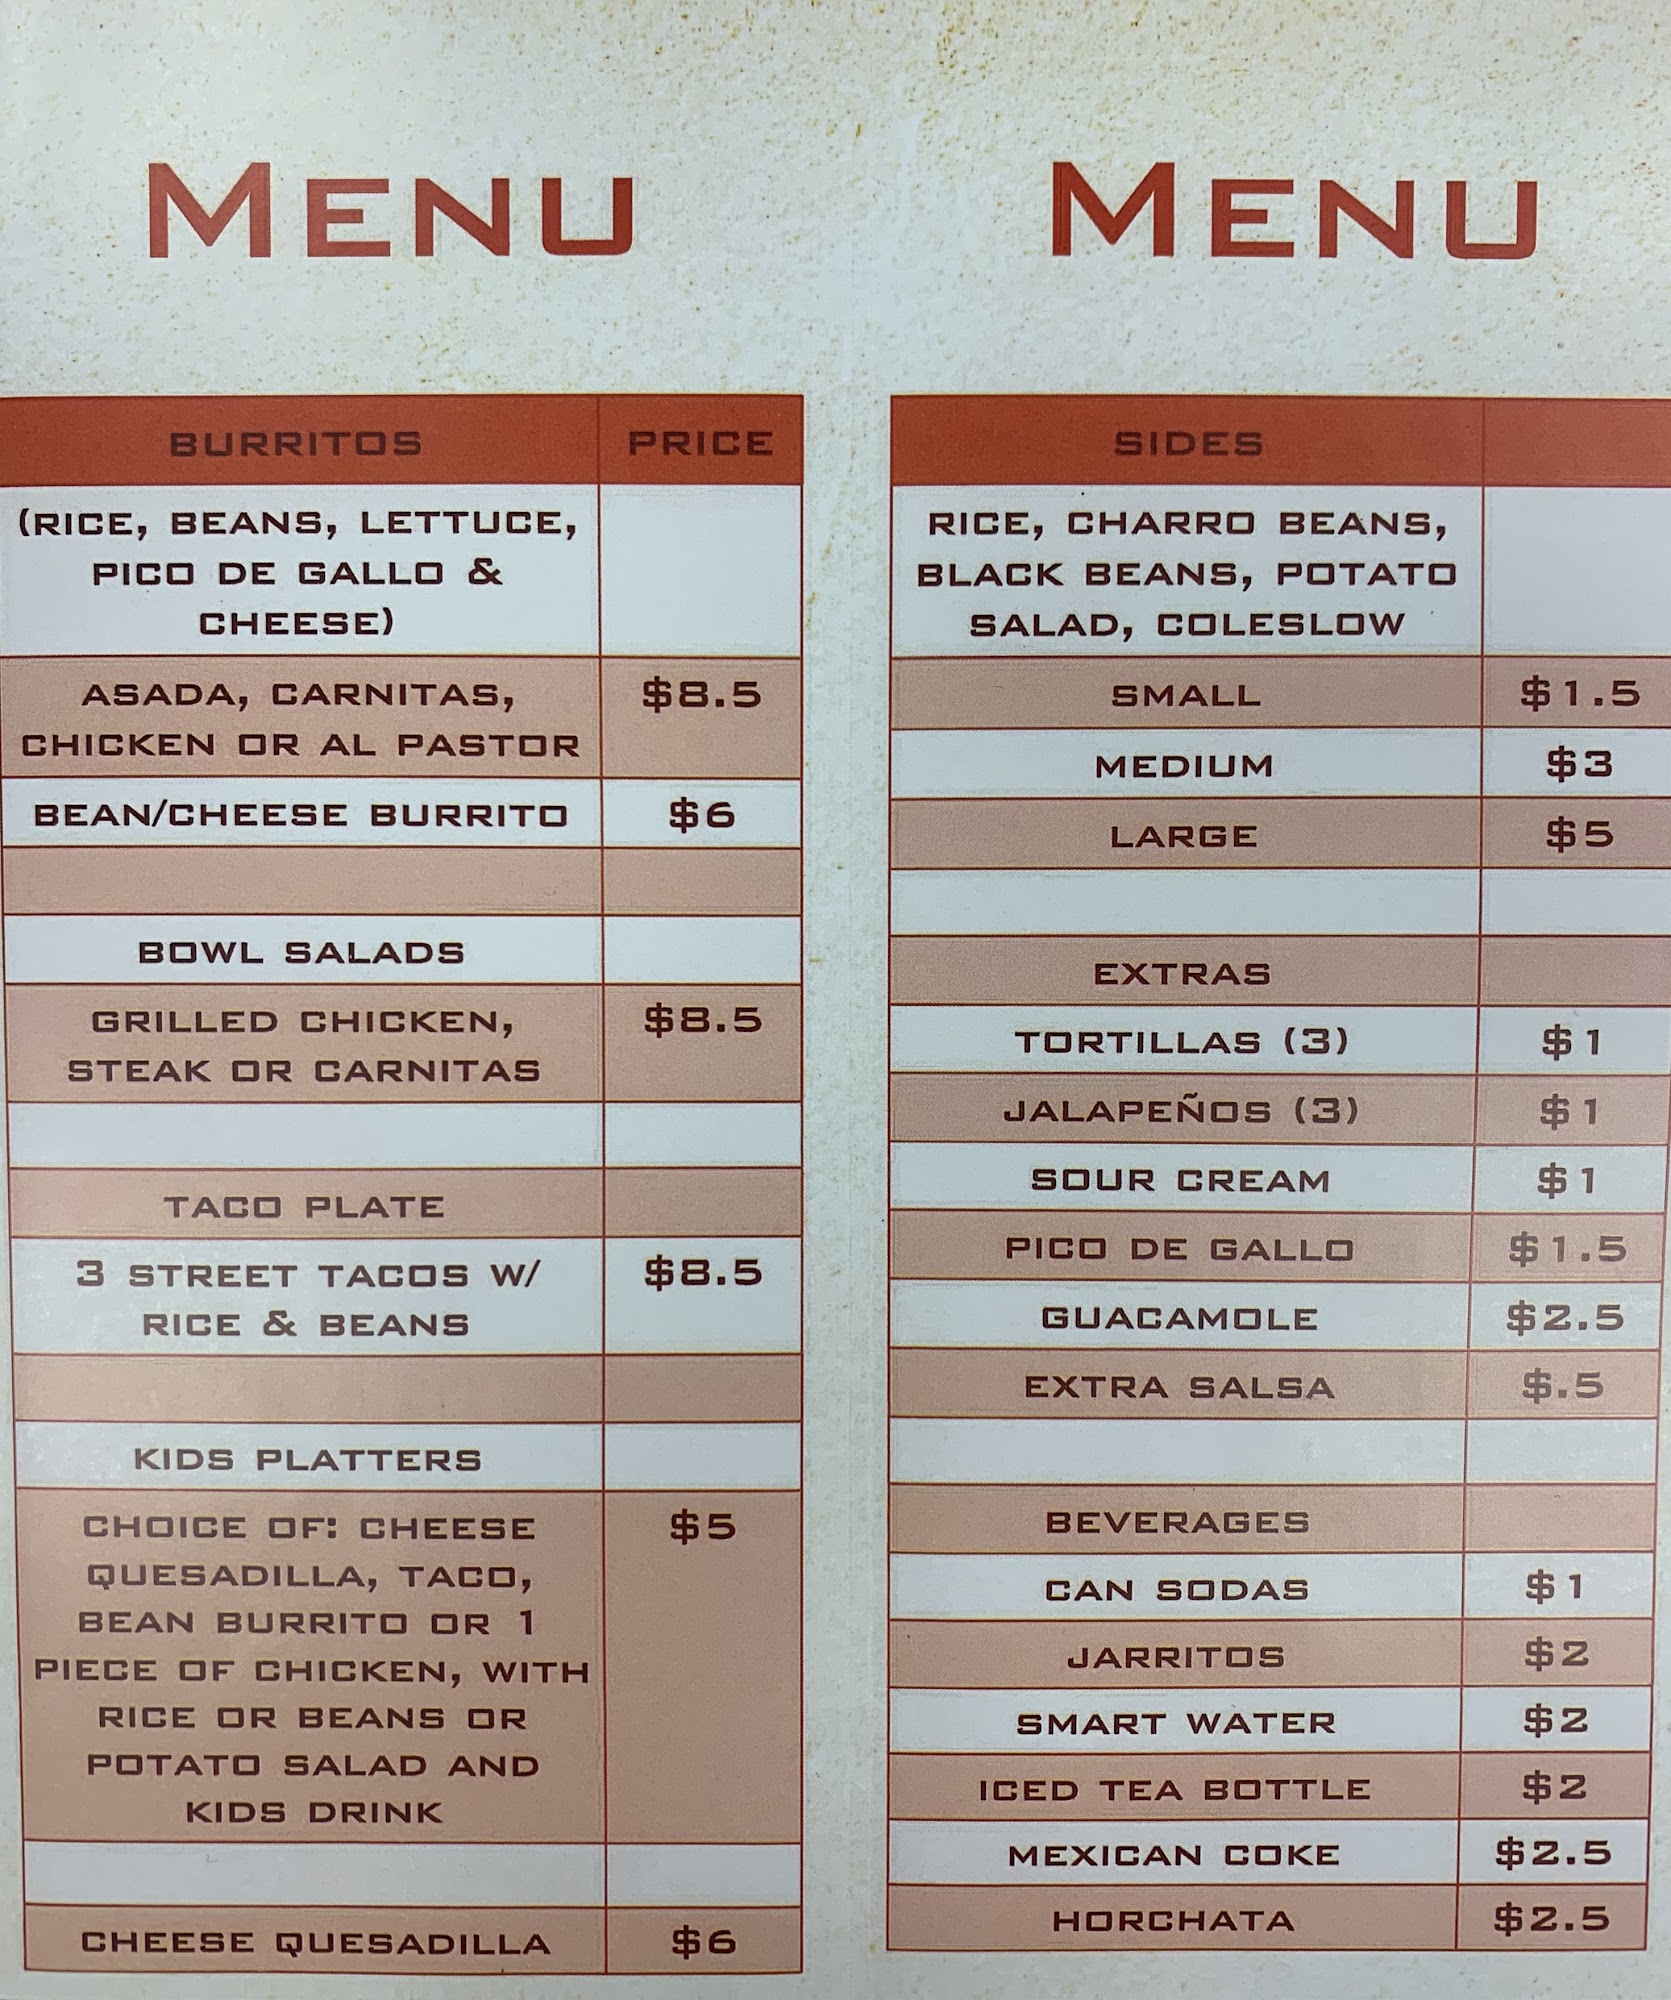 MENU
BURRITOS PRICE
(RICE, BEANS, LETTUCE,
PICO DE GALLO &
CHEESE)
ASADA, CARNITAS, $8.5
CHICKEN OR AL PASTOR
BEAN/CHEESE BURRITO $6
BOWL SALADS
GRILLED CHICKEN, $8.5
STEAK OR CARNITAS
TACO PLATE
3 STREET TACOS W/ $8.5
RICE & BEANS
KIDS PLATTERS
CHOICE OF: CHEESE $5
QUESADILLA, TACO,
BEAN BURRITO OR 1
PIECE OF CHICKEN, WITH
RICE OR BEANS OR
POTATO SALAD AND
KIDS DRINK
CHEESE QUESADILLA $6
MENU
SIDES
RICE, CHARRO BEANS,
BLACK BEANS, POTATO
SALAD, COLESLOW
SMALL $1.5
MEDIUM $3
LARGE $5
EXTRAS
TORTILLAS (3) $1
JALAPEÑOS (3) $1
SOUR CREAM $1
PICO DE GALLO $1.5
GUACAMOLE $2.5
EXTRA SALSA $.5
BEVERAGES
CAN SODAS $1
JARRITOS $2
SMART WATER $2
ICED TEA BOTTLE $2
MEXICAN COKE $2.5
HORCHATA $2.5